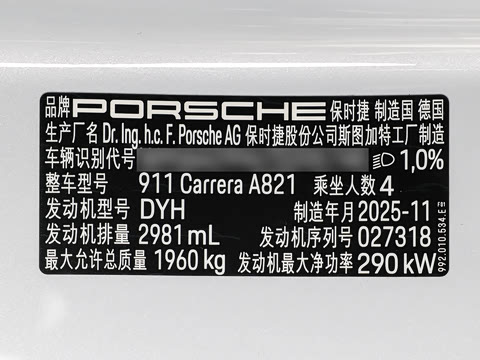 品牌 PORSCHE 保时捷 制造国 德国
生产厂名 Dr. Ing. h.c. F. Porsche AG 保时捷股份公司斯图加特工厂制造
车辆识别代号 1,0%
整车型号 911 Carrera A821 乘坐人数 4
发动机型号 DYH 制造年月 2025-11
发动机排量 2981 mL 发动机序列号 027318
最大允许总质量 1960 kg 发动机最大净功率 290 kW
992.010.534.E